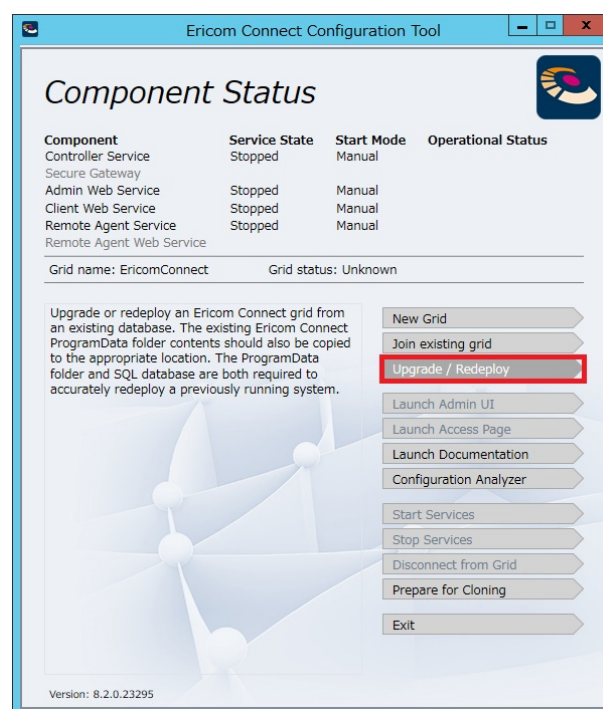 Ericom Connect Configuration Tool
Component Status
Component Service State Start Mode Operational Status
Controller Service Stopped Manual
Secure Gateway
Admin Web Service Stopped Manual
Client Web Service Stopped Manual
Remote Agent Service Stopped Manual
Remote Agent Web Service
Grid name: EricomConnect Grid status: Unknown
Upgrade or redeploy an Ericom Connect grid from
an existing database. The existing Ericom Connect
ProgramData folder contents should also be copied
to the appropriate location. The ProgramData
folder and SQL database are both required to
accurately redeploy a previously running system.
New Grid
Join existing grid
Upgrade / Redeploy
Launch Admin UI
Launch Access Page
Launch Documentation
Configuration Analyzer
Start Services
Stop Services
Disconnect from Grid
Prepare for Cloning
Exit
Version: 8.2.0.23295